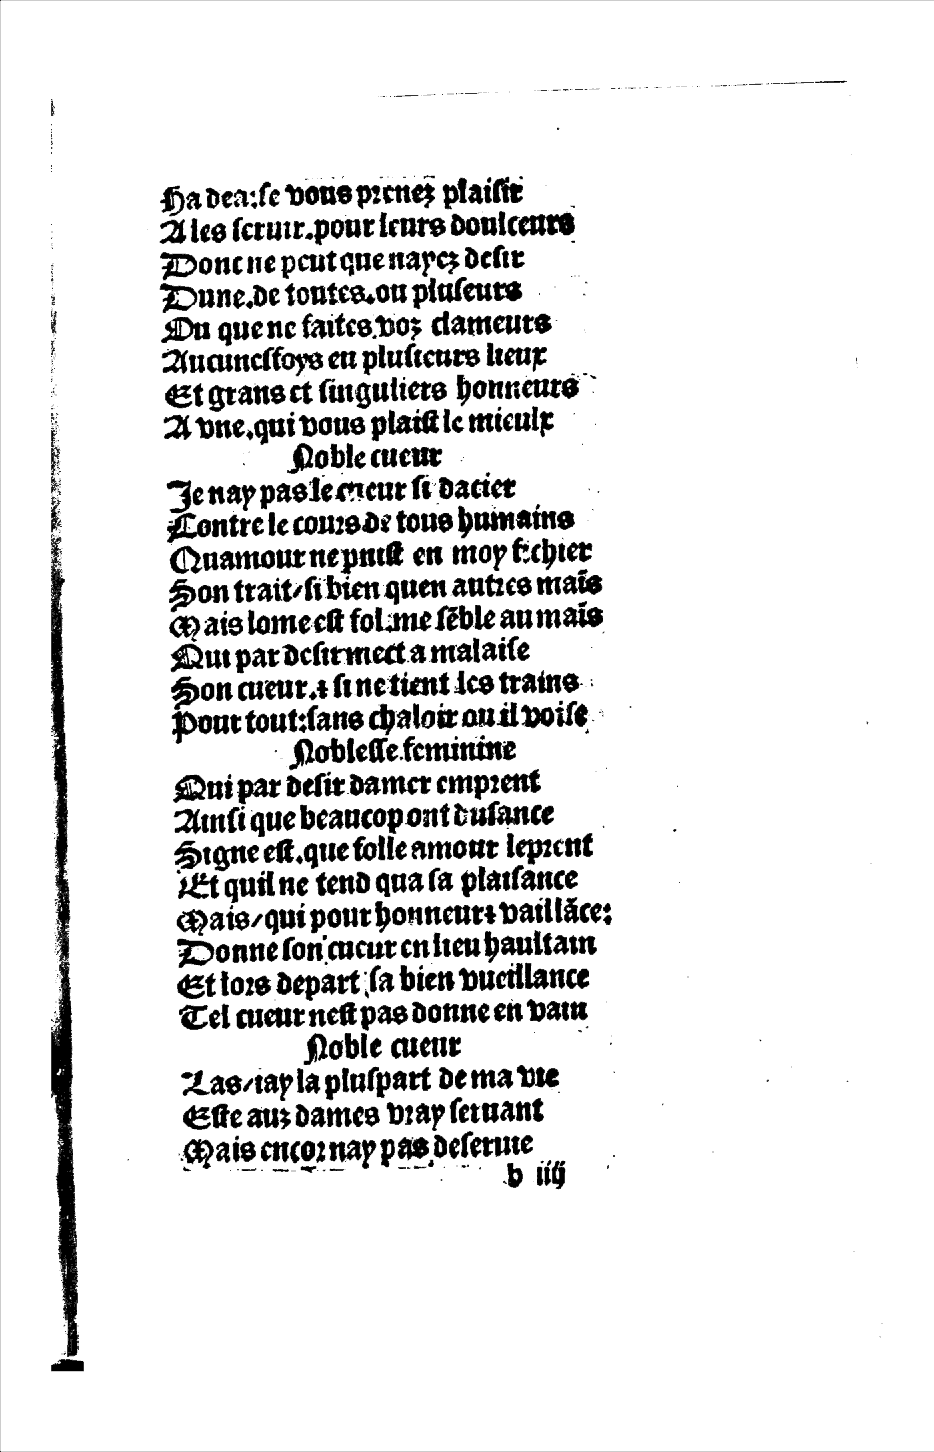 Ha dea:se vous prenez plaisir
A les seruir.pour leurs doulceurs
Donc ne peut que nayez desir
Dune.de toutes.ou pluseurs
Ou que ne faites voz clameurs
Aucunesfoys en plusieurs lieux
Et grans et singuliers honneurs
A vne.qui vous plaist le mieulx
Noble cueur
Je nay pas le cueur si dacier
Contre le cours de tous humains
Quamour ne puist en moy fichier
Son trait/si bien quen autres maīs
Mais lome est fol.me sēble au maīs
Qui par desir mect a malaise
Son cueur.⁊ si ne tient les trains
Pour tout:sans chaloir ou il voise
Noblesse feminine
Qui par desir damer emprent
Ainsi que beaucop ont dusance
Signe est.que folle amour leprent
Et quil ne tend qua sa plaisance
Mais/qui pour honneur⁊ vaillāce:
Donne son cueur en lieu haultain
Et lors depart sa bien vueillance
Tel cueur nest pas donne en vain
Noble cueur
Las/iay la pluspart de ma vie
Este auz dames vray seruant
Mais encor nay pas deseruie
b iiij